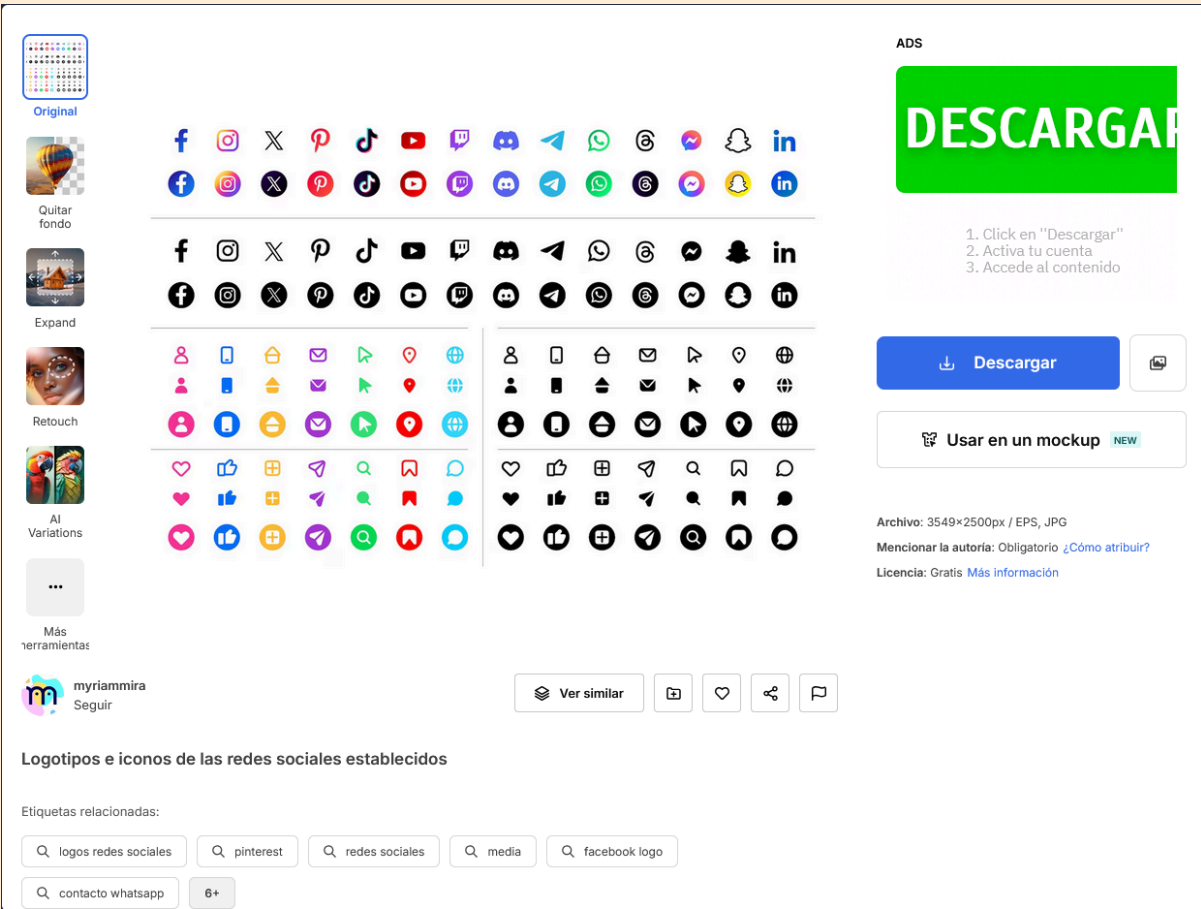 ADS
Original
DESCARGAR
Quitar
fondo
1. Click en "Descargar"
2. Activa tu cuenta
3. Accede al contenido
Expand
Descargar
Retouch
Usar en un mockup NEW
AI
Variations
Archivo: 3549×2500px / EPS, JPG
Mencionar la autoría: Obligatorio ¿Cómo atribuir?
Licencia: Gratis Más información
Más
herramientas
myriammira
Seguir
Ver similar
Logotipos e iconos de las redes sociales establecidos
Etiquetas relacionadas:
logos redes sociales
pinterest
redes sociales
media
facebook logo
contacto whatsapp
6+